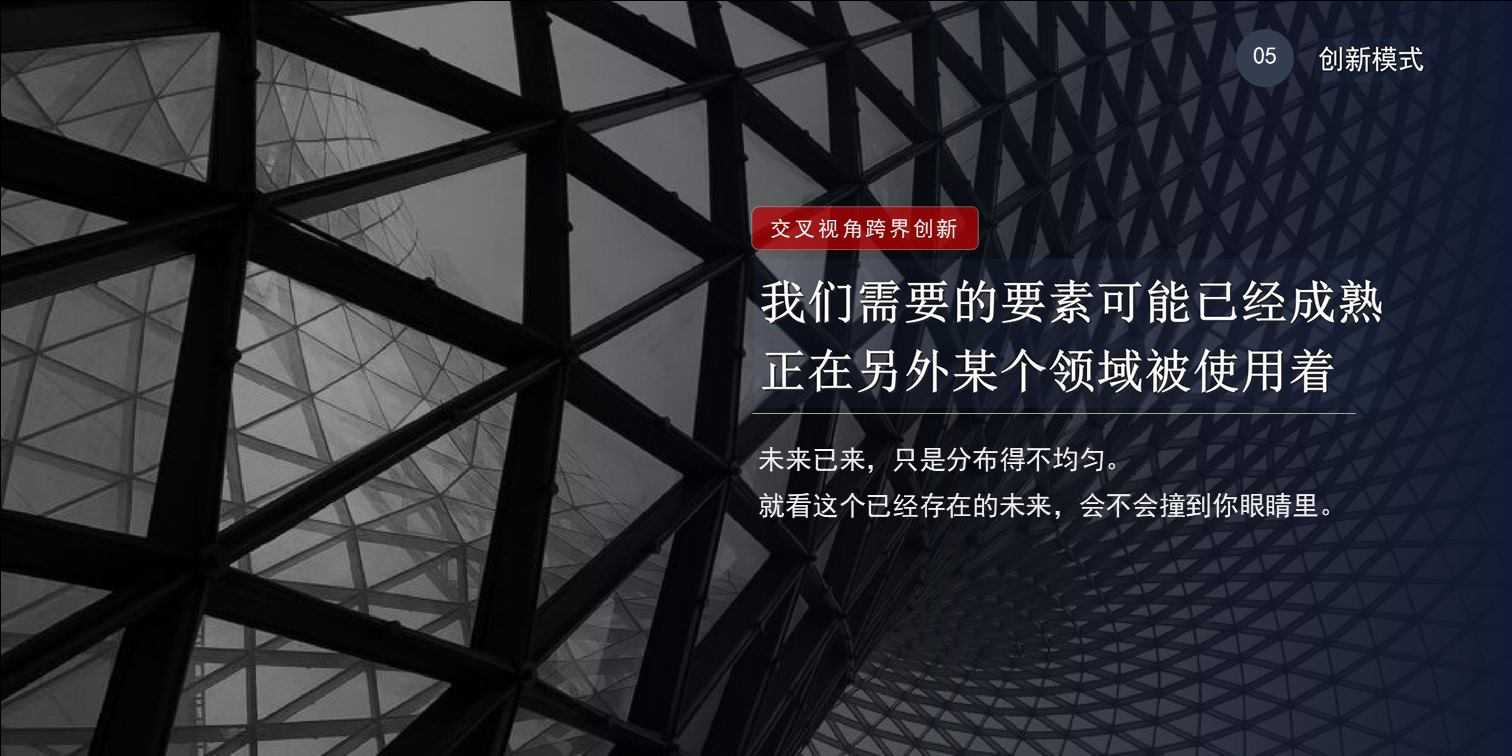 05 创新模式
交叉视角跨界创新
我们需要的要素可能已经成熟
正在另外某个领域被使用着
未来已来，只是分布得不均匀。
就看这个已经存在的未来，会不会撞到你眼睛里。